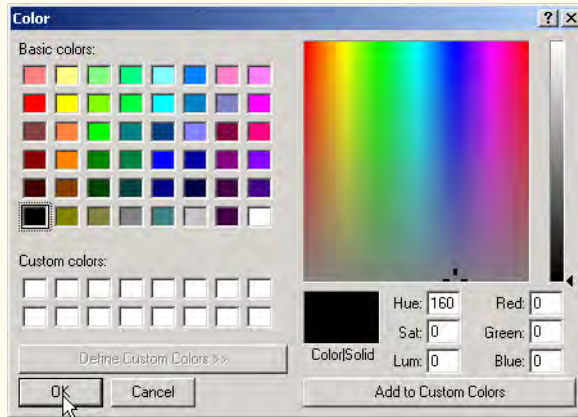 Color
Basic colors:
Custom colors:
Define Custom Colors >>
OK
Cancel
Color|Solid
Hue: 160
Sat: 0
Lum: 0
Red: 0
Green: 0
Blue: 0
Add to Custom Colors